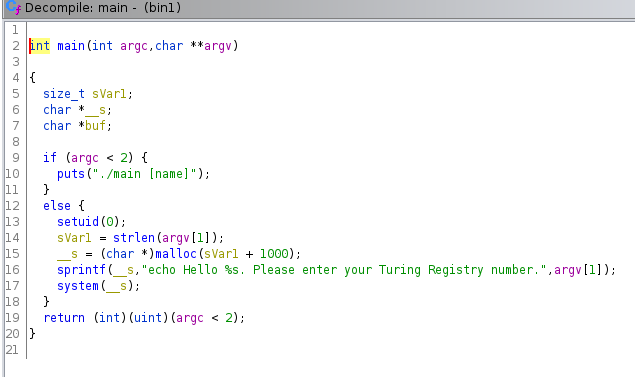 Decompile: main - (bin1)
1
2 int main(int argc,char **argv)
3
4 {
5 size_t sVar1;
6 char *__s;
7 char *buf;
8
9 if (argc < 2) {
10 puts("./main [name]");
11 }
12 else {
13 setuid(0);
14 sVar1 = strlen(argv[1]);
15 __s = (char *)malloc(sVar1 + 1000);
16 sprintf(__s,"echo Hello %s. Please enter your Turing Registry number.",argv[1]);
17 system(__s);
18 }
19 return (int)(uint)(argc < 2);
20 }
21